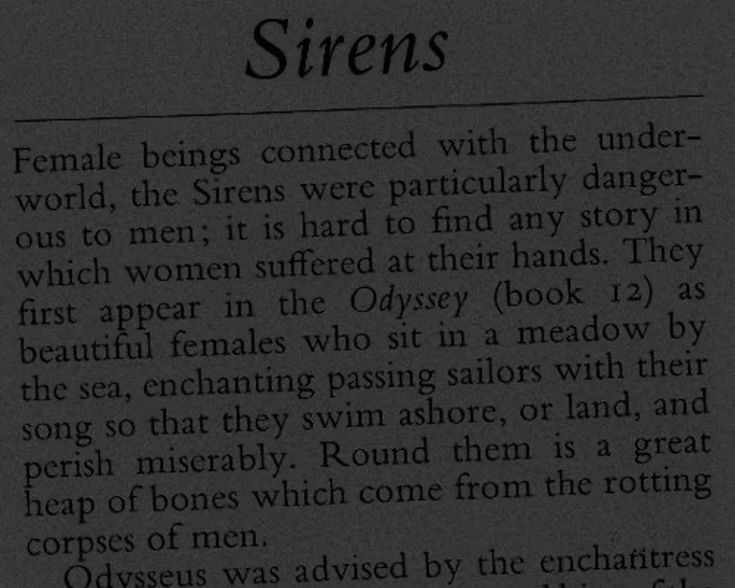 Sirens
Female beings connected with the under-
world, the Sirens were particularly danger-
ous to men; it is hard to find any story in
which women suffered at their hands. They
first appear in the Odyssey (book 12) as
beautiful females who sit in a meadow by
the sea, enchanting passing sailors with their
song so that they swim ashore, or land, and
perish miserably. Round them is a great
heap of bones which come from the rotting
corpses of men.
Odysseus was advised by the enchantress